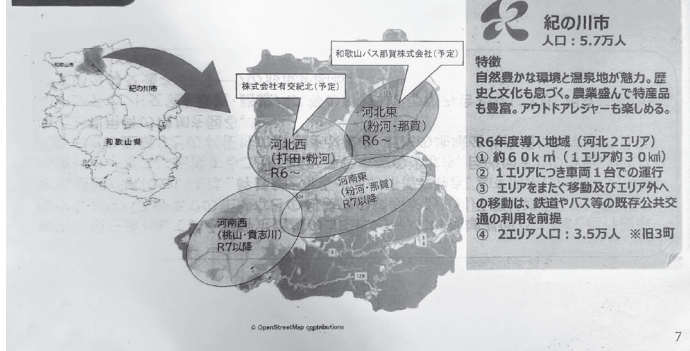 和歌山市
紀の川市
和歌山県
株式会社有交紀北(予定)
和歌山バス那賀株式会社(予定)
河北東
(粉河・那賀)
R6~
河北西
(打田・粉河)
R6~
河南東
(粉河・那賀)
R7以降
河南西
(桃山・貴志川)
R7以降
© OpenStreetMap contributions
紀の川市
人口:5.7万人
特徴
自然豊かな環境と温泉地が魅力。歴
史と文化も息づく。農業盛んで特産品
も豊富。アウトドアレジャーも楽しめる。
R6年度導入地域(河北2エリア)
① 約60k㎡(1エリア約30㎢)
② 1エリアにつき車両1台での運行
③ エリアをまたぐ移動及びエリア外へ
の移動は、鉄道やバス等の既存公共交
通の利用を前提
④ 2エリア人口:3.5万人 ※旧3町
7